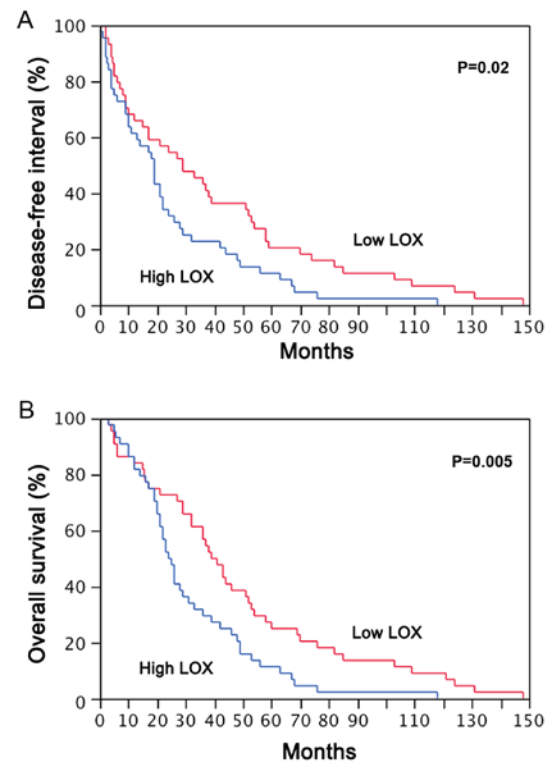 A
Disease-free interval (%)
100
80
60
40
20
0
P=0.02
Low LOX
High LOX
0 10 20 30 40 50 60 70 80 90 110 130 150
Months
B
Overall survival (%)
100
80
60
40
20
0
P=0.005
Low LOX
High LOX
0 10 20 30 40 50 60 70 80 90 110 130 150
Months